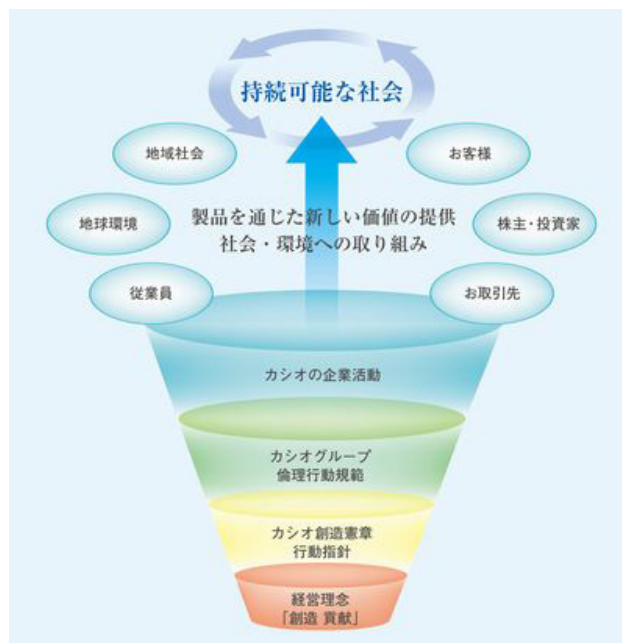 持続可能な社会
地域社会
お客様
地球環境
製品を通じた新しい価値の提供
社会・環境への取り組み
株主・投資家
従業員
お取引先
カシオの企業活動
カシオグループ
倫理行動規範
カシオ創造憲章
行動指針
経営理念
「創造 貢献」